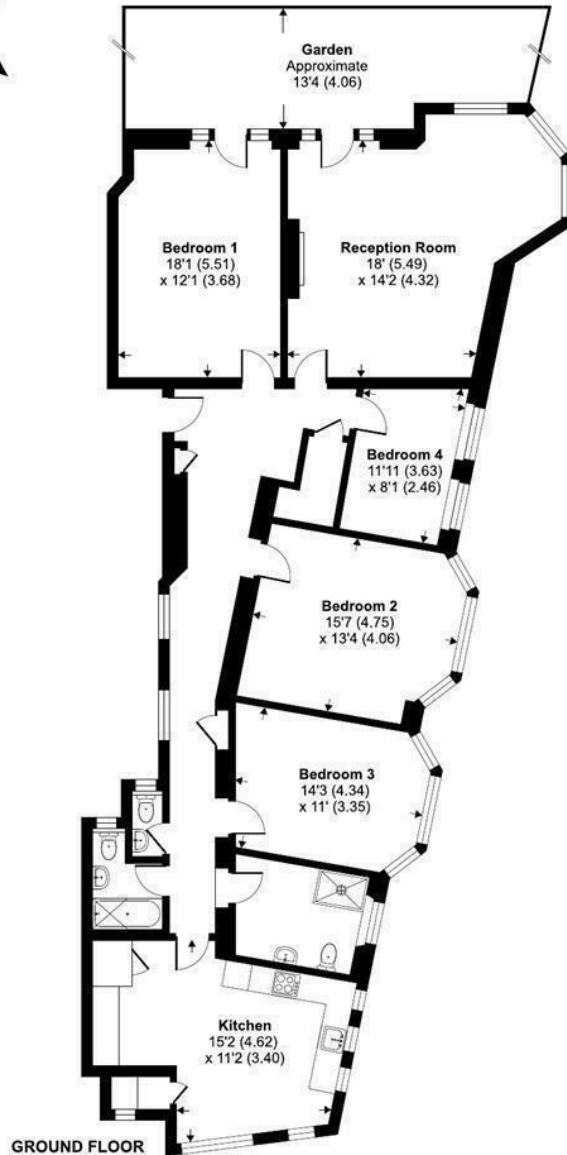 Garden
Approximate
13'4 (4.06)
Bedroom 1
18'1 (5.51)
x 12'1 (3.68)
Reception Room
18' (5.49)
x 14'2 (4.32)
Bedroom 4
11'11 (3.63)
x 8'1 (2.46)
Bedroom 2
15'7 (4.75)
x 13'4 (4.06)
Bedroom 3
14'3 (4.34)
x 11' (3.35)
Kitchen
15'2 (4.62)
x 11'2 (3.40)
GROUND FLOOR